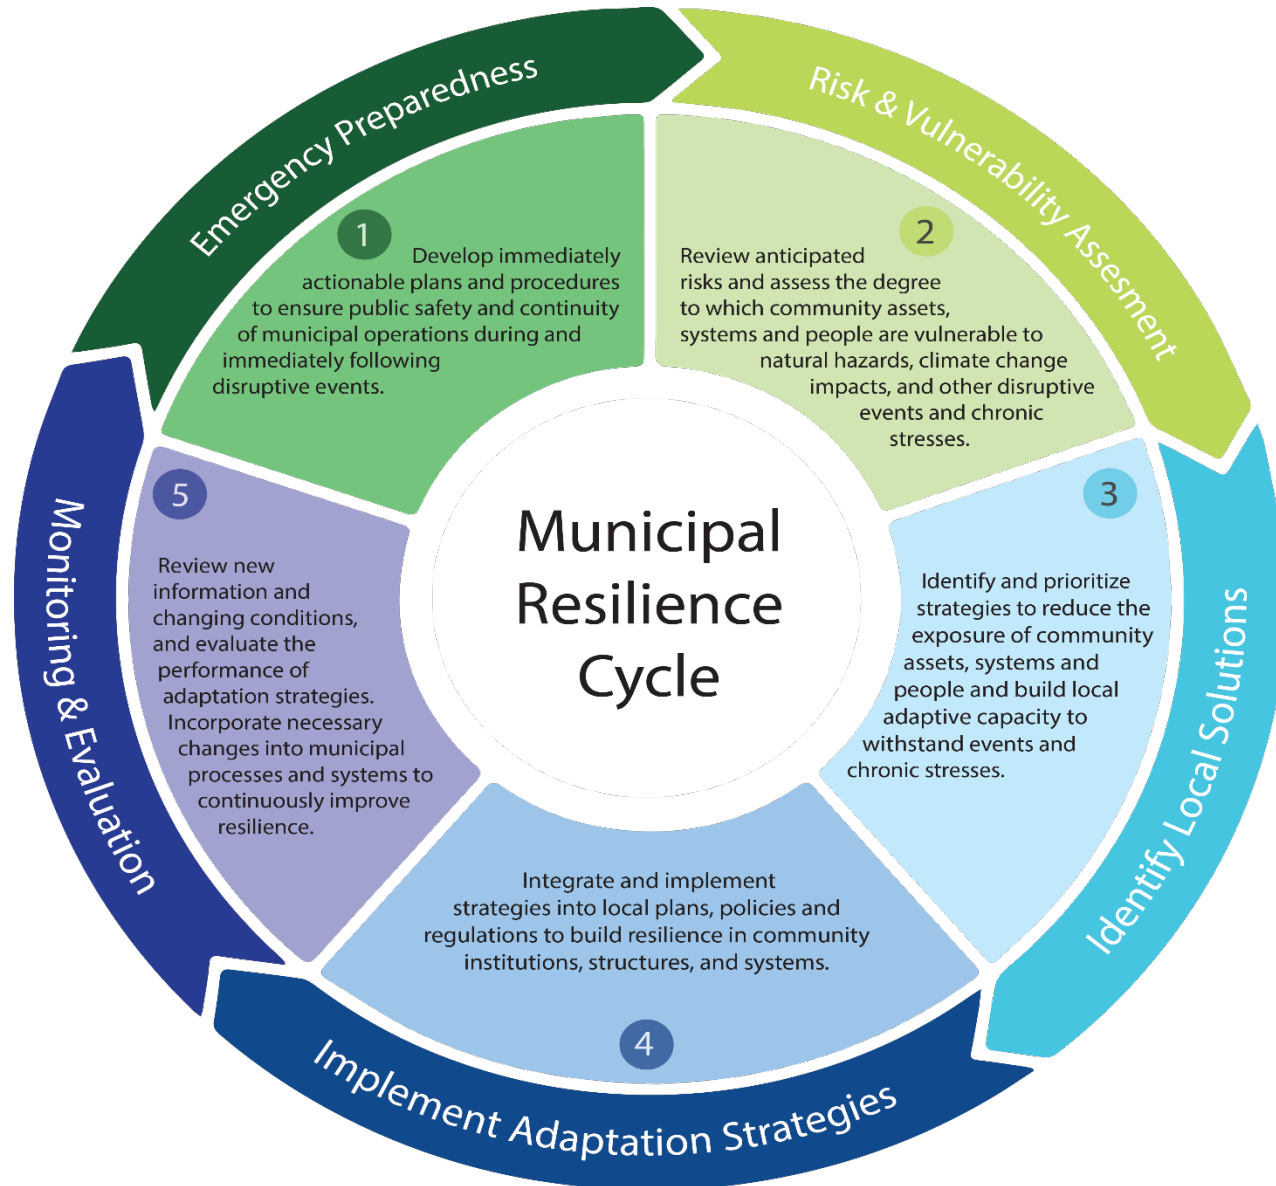 Municipal
Resilience
Cycle
Emergency Preparedness
1
Develop immediately
actionable plans and procedures
to ensure public safety and continuity
of municipal operations during and
immediately following
disruptive events.
Risk & Vulnerability Assesment
2
Review anticipated
risks and assess the degree
to which community assets,
systems and people are vulnerable to
natural hazards, climate change
impacts, and other disruptive
events and chronic
stresses.
Identify Local Solutions
3
Identify and prioritize
strategies to reduce the
exposure of community
assets, systems and
people and build local
adaptive capacity to
withstand events and
chronic stresses.
Implement Adaptation Strategies
4
Integrate and implement
strategies into local plans, policies and
regulations to build resilience in community
institutions, structures, and systems.
Monitoring & Evaluation
5
Review new
information and
changing conditions,
and evaluate the
performance of
adaptation strategies.
Incorporate necessary
changes into municipal
processes and systems to
continuously improve
resilience.